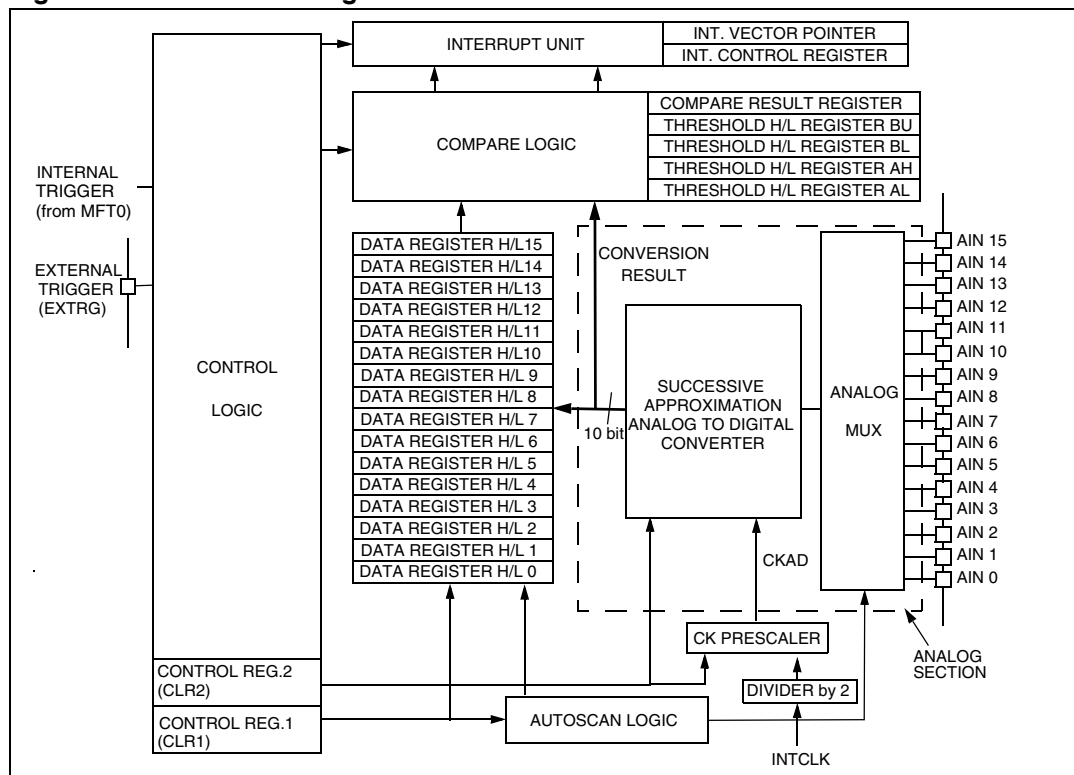 INTERRUPT UNIT
INT. VECTOR POINTER
INT. CONTROL REGISTER
COMPARE LOGIC
COMPARE RESULT REGISTER
THRESHOLD H/L REGISTER BU
THRESHOLD H/L REGISTER BL
THRESHOLD H/L REGISTER AH
THRESHOLD H/L REGISTER AL
INTERNAL
TRIGGER
(from MFT0)
EXTERNAL
TRIGGER
(EXTRG)
CONTROL
LOGIC
DATA REGISTER H/L15
DATA REGISTER H/L14
DATA REGISTER H/L13
DATA REGISTER H/L12
DATA REGISTER H/L11
DATA REGISTER H/L10
DATA REGISTER H/L 9
DATA REGISTER H/L 8
DATA REGISTER H/L 7
DATA REGISTER H/L 6
DATA REGISTER H/L 5
DATA REGISTER H/L 4
DATA REGISTER H/L 3
DATA REGISTER H/L 2
DATA REGISTER H/L 1
DATA REGISTER H/L 0
CONVERSION
RESULT
10 bit
SUCCESSIVE
APPROXIMATION
ANALOG TO DIGITAL
CONVERTER
ANALOG
MUX
AIN 15
AIN 14
AIN 13
AIN 12
AIN 11
AIN 10
AIN 9
AIN 8
AIN 7
AIN 6
AIN 5
AIN 4
AIN 3
AIN 2
AIN 1
AIN 0
CKAD
CK PRESCALER
ANALOG
SECTION
CONTROL REG.2
(CLR2)
DIVIDER by 2
CONTROL REG.1
(CLR1)
AUTOSCAN LOGIC
INTCLK